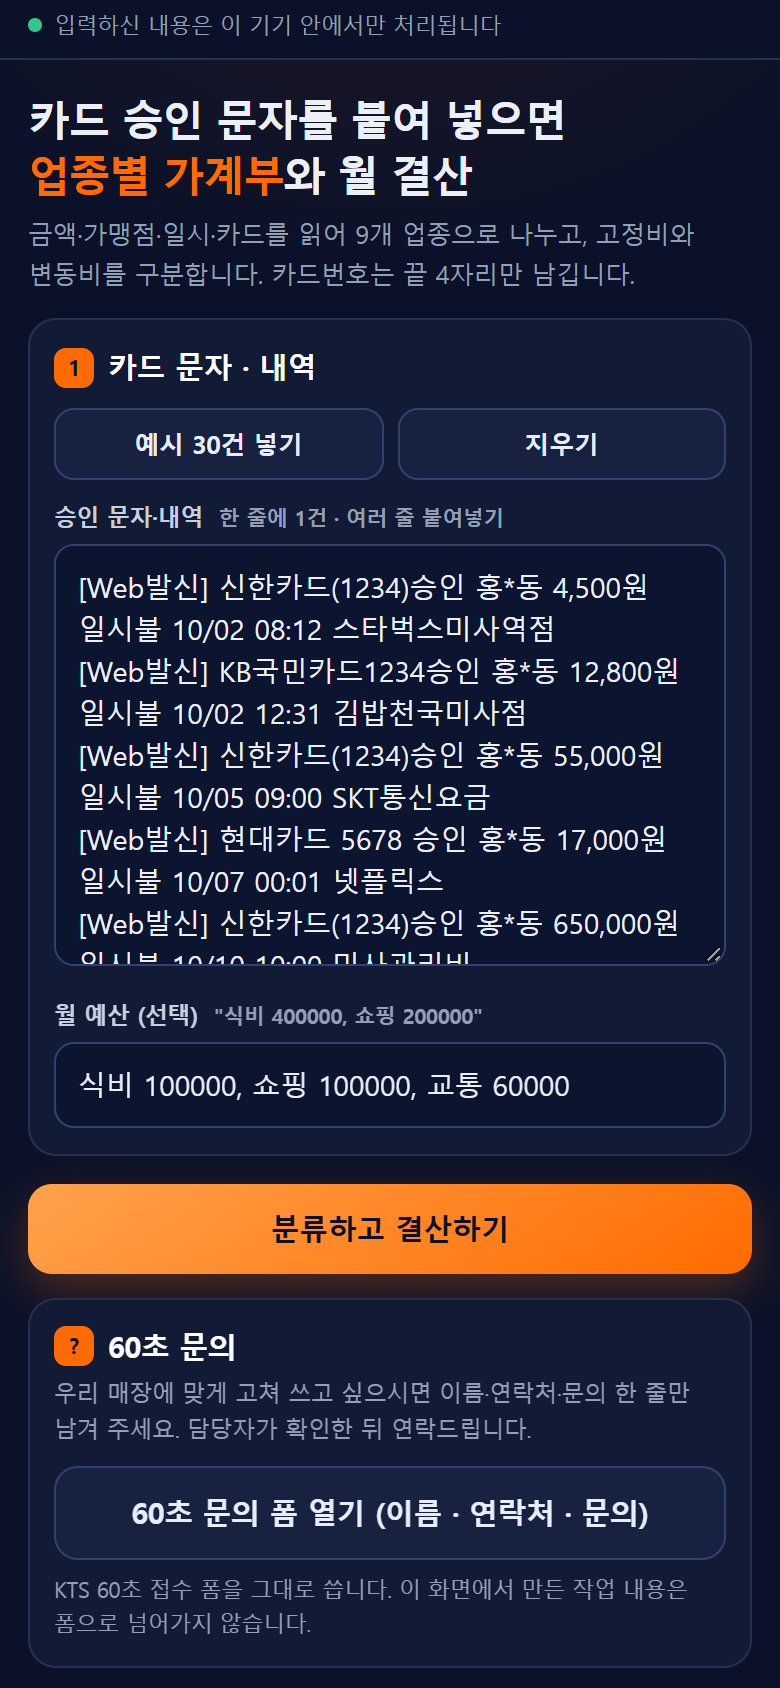 입력하신 내용은 이 기기 안에서만 처리됩니다
카드 승인 문자를 붙여 넣으면
업종별 가계부와 월 결산
금액·가맹점·일시·카드를 읽어 9개 업종으로 나누고, 고정비와
변동비를 구분합니다. 카드번호는 끝 4자리만 남깁니다.
1 카드 문자 · 내역
예시 30건 넣기 지우기
승인 문자·내역 한 줄에 1건 · 여러 줄 붙여넣기
[Web발신] 신한카드(1234)승인 홍*동 4,500원
일시불 10/02 08:12 스타벅스미사역점
[Web발신] KB국민카드1234승인 홍*동 12,800원
일시불 10/02 12:31 김밥천국미사점
[Web발신] 신한카드(1234)승인 홍*동 55,000원
일시불 10/05 09:00 SKT통신요금
[Web발신] 현대카드 5678 승인 홍*동 17,000원
일시불 10/07 00:01 넷플릭스
[Web발신] 신한카드(1234)승인 홍*동 650,000원
일시불 10/10 10:00 미사관리비
월 예산 (선택) "식비 400000, 쇼핑 200000"
식비 100000, 쇼핑 100000, 교통 60000
분류하고 결산하기
? 60초 문의
우리 매장에 맞게 고쳐 쓰고 싶으시면 이름·연락처·문의 한 줄만
남겨 주세요. 담당자가 확인한 뒤 연락드립니다.
60초 문의 폼 열기 (이름 · 연락처 · 문의)
KTS 60초 접수 폼을 그대로 씁니다. 이 화면에서 만든 작업 내용은
폼으로 넘어가지 않습니다.